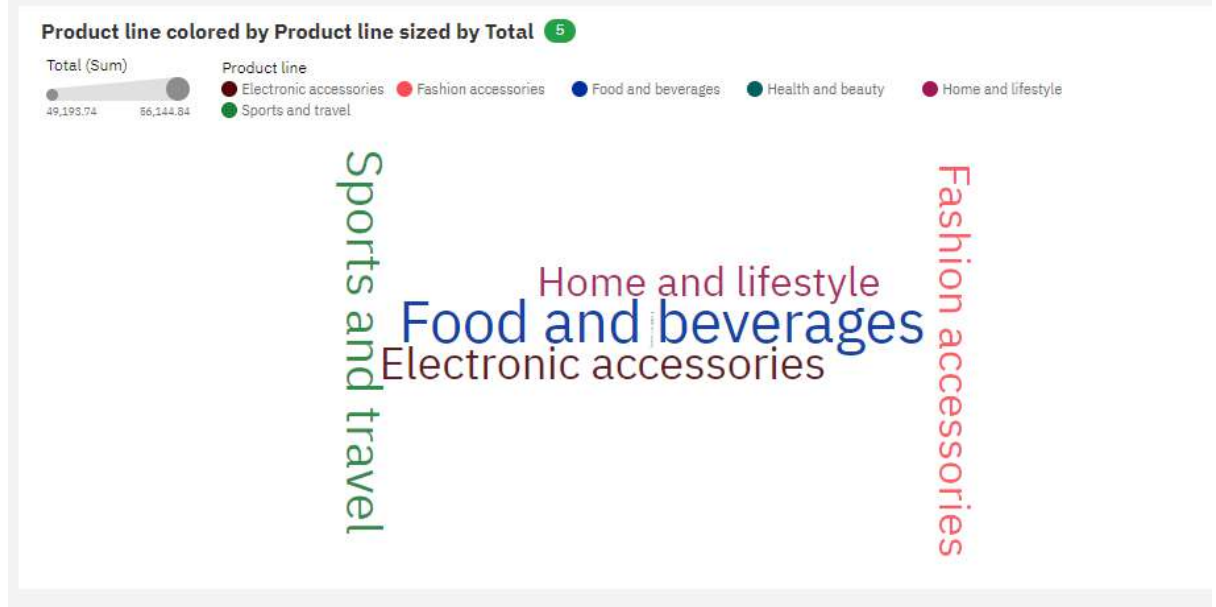 Product line colored by Product line sized by Total 5
Total (Sum)
49,193.74 56,144.84
Product line
Electronic accessories Fashion accessories Food and beverages Health and beauty Home and lifestyle
Sports and travel
Sports and travel
Home and lifestyle
Food and beverages
Electronic accessories
Fashion accessories